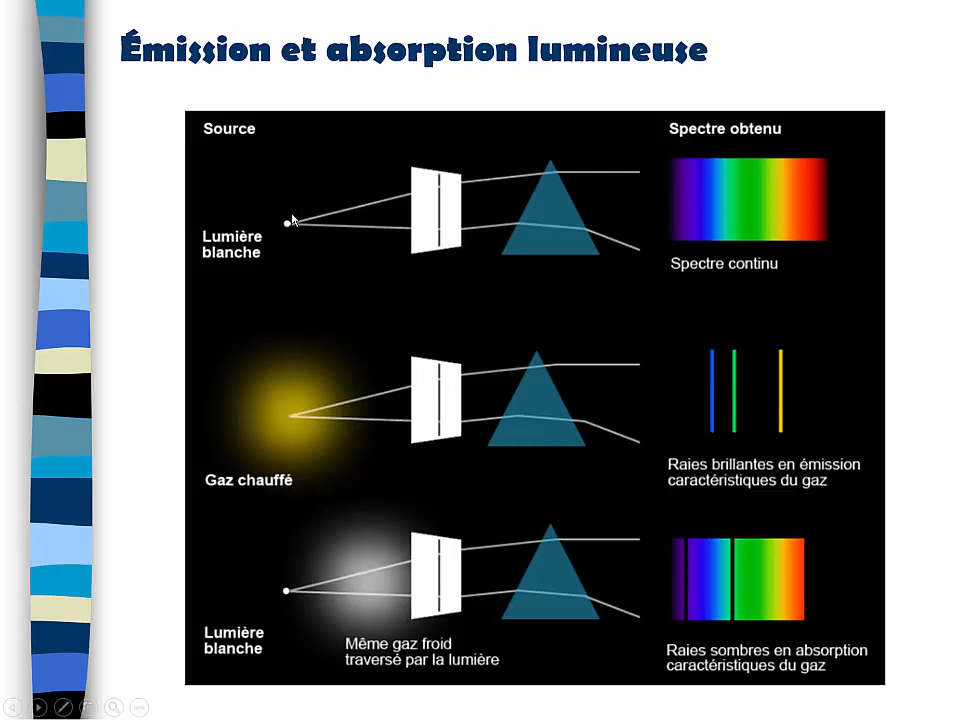 Émission et absorption lumineuse
Source
Spectre obtenu
Lumière
blanche
Spectre continu
Gaz chauffé
Raies brillantes en émission
caractéristiques du gaz
Lumière
blanche
Même gaz froid
traversé par la lumière
Raies sombres en absorption
caractéristiques du gaz